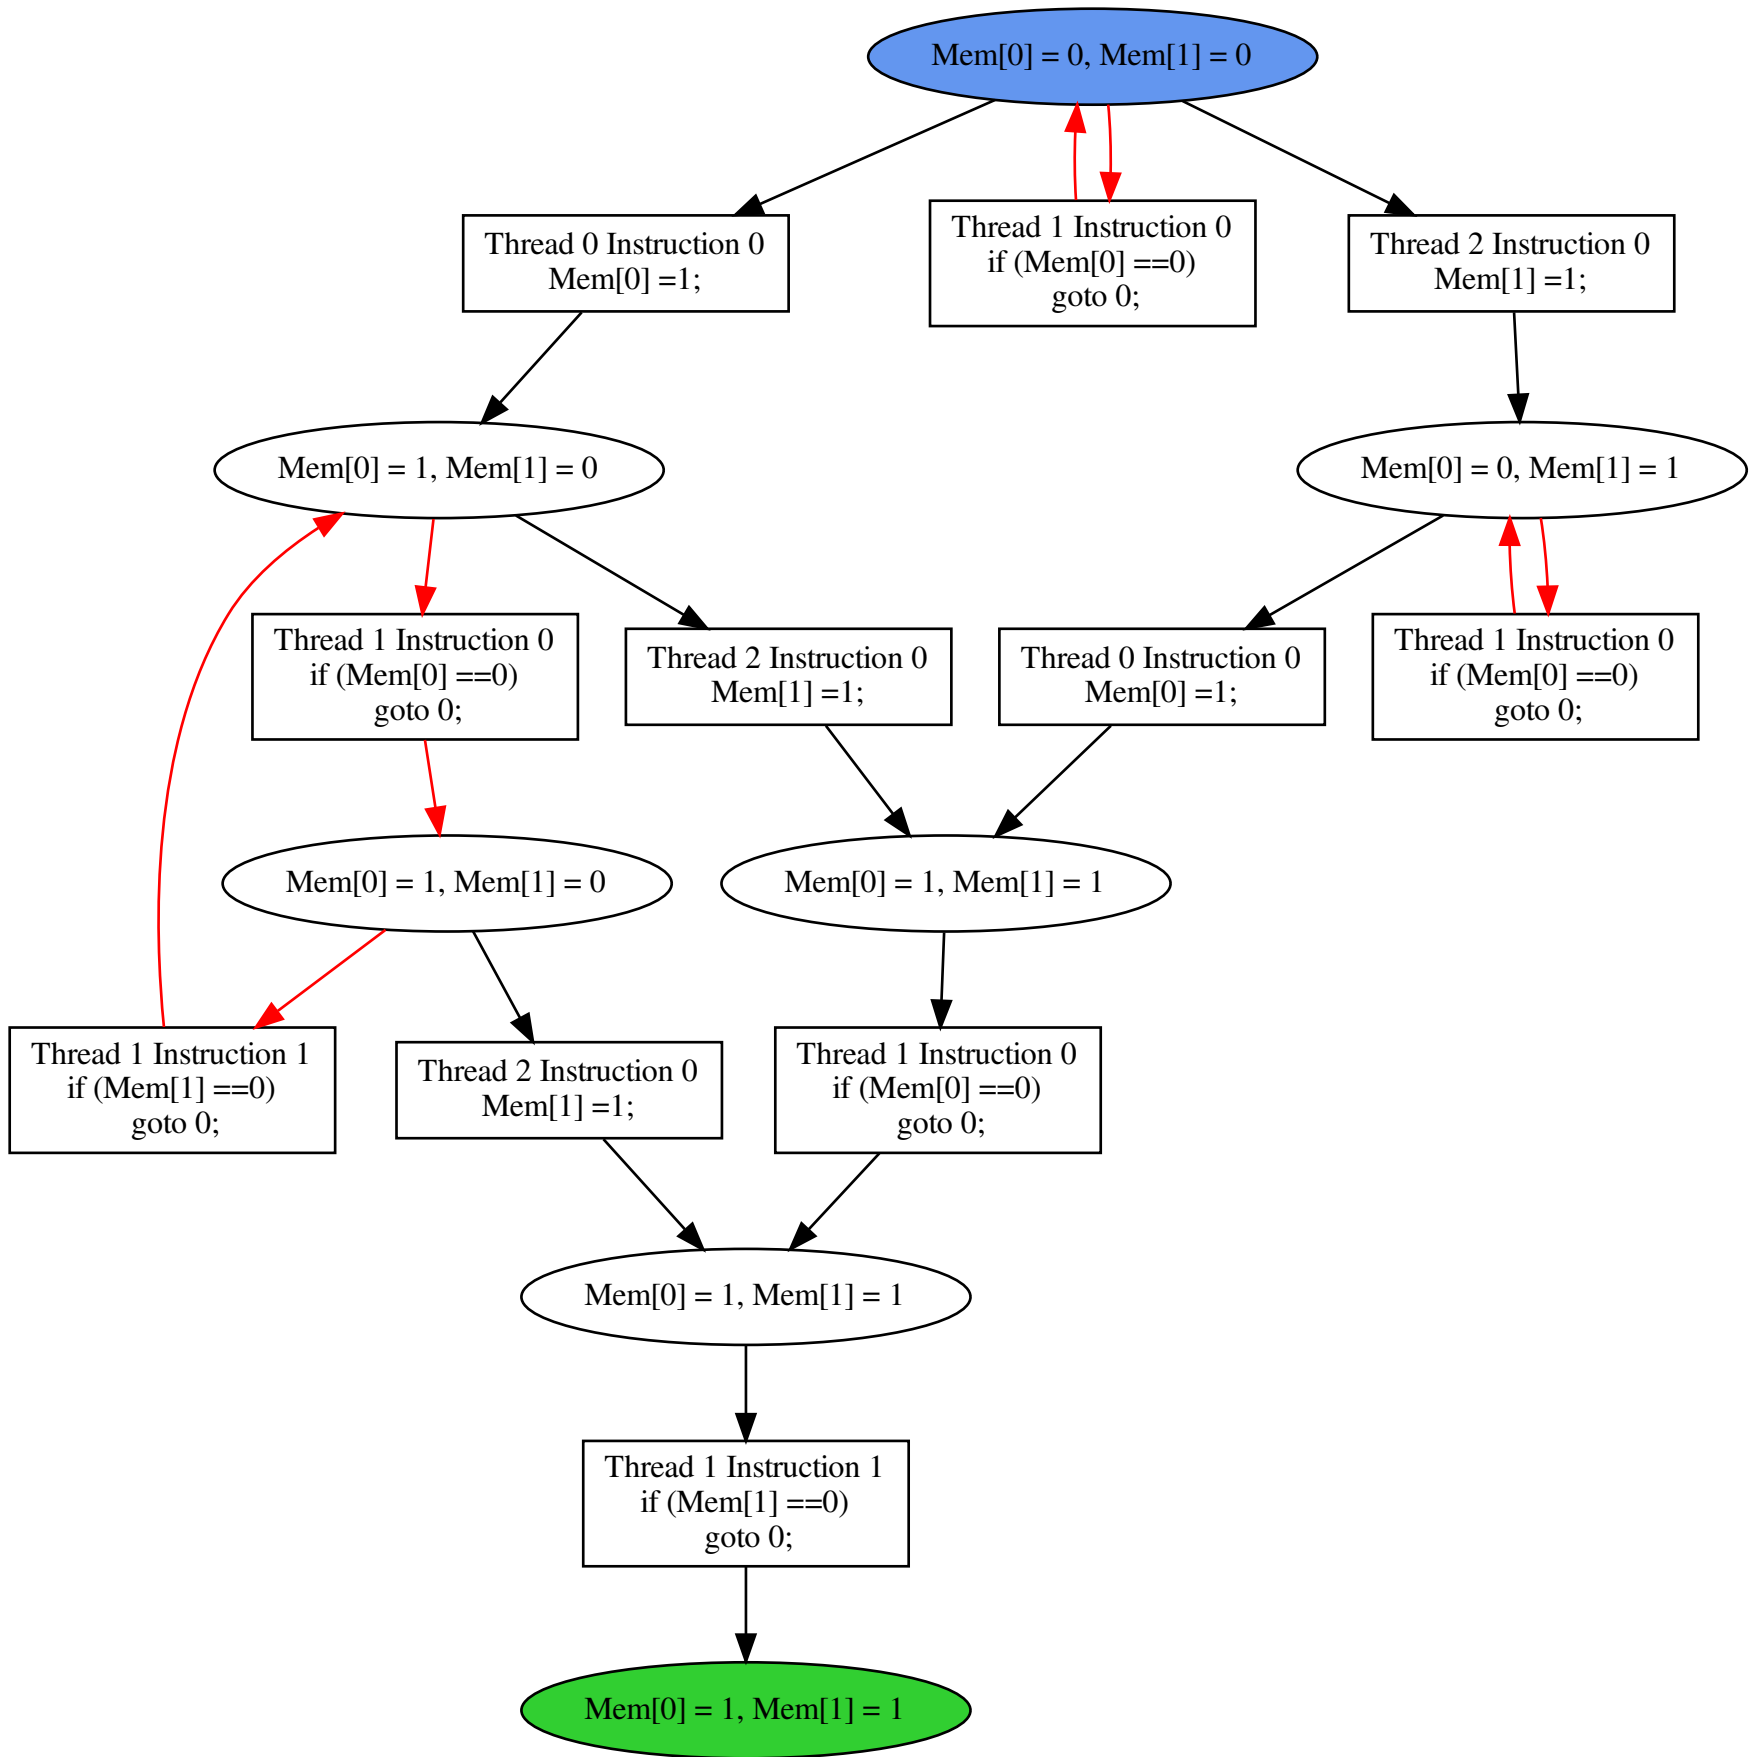 Mem[0] = 0, Mem[1] = 0
Thread 0 Instruction 0
Mem[0] =1;
Thread 1 Instruction 0
if (Mem[0] ==0)
goto 0;
Thread 2 Instruction 0
Mem[1] =1;
Mem[0] = 1, Mem[1] = 0
Mem[0] = 0, Mem[1] = 1
Thread 1 Instruction 0
if (Mem[0] ==0)
goto 0;
Thread 2 Instruction 0
Mem[1] =1;
Thread 0 Instruction 0
Mem[0] =1;
Thread 1 Instruction 0
if (Mem[0] ==0)
goto 0;
Mem[0] = 1, Mem[1] = 0
Mem[0] = 1, Mem[1] = 1
Thread 1 Instruction 1
if (Mem[1] ==0)
goto 0;
Thread 2 Instruction 0
Mem[1] =1;
Thread 1 Instruction 0
if (Mem[0] ==0)
goto 0;
Mem[0] = 1, Mem[1] = 1
Thread 1 Instruction 1
if (Mem[1] ==0)
goto 0;
Mem[0] = 1, Mem[1] = 1